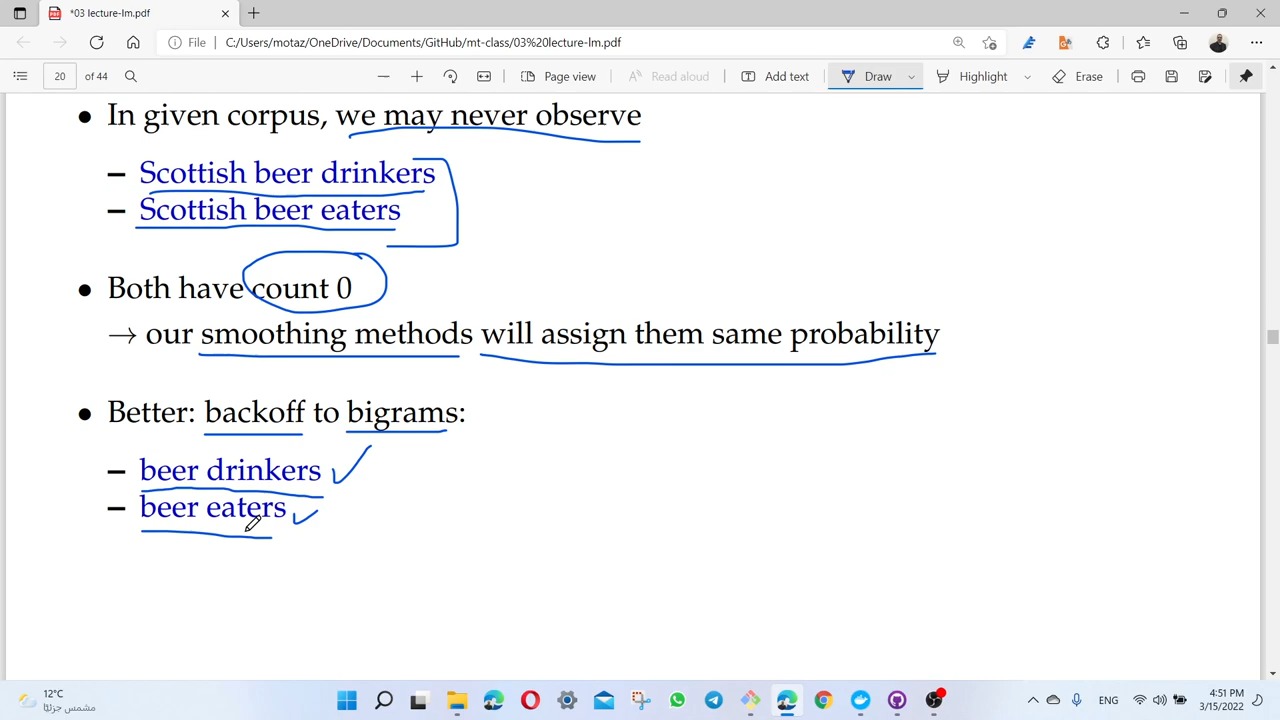 *03 lecture-lm.pdf
File
C:/Users/motaz/OneDrive/Documents/GitHub/mt-class/03%20lecture-lm.pdf
20 of 44
Page view
Read aloud
Add text
Draw
Highlight
Erase
• In given corpus, we may never observe
– Scottish beer drinkers
– Scottish beer eaters
• Both have count 0
→ our smoothing methods will assign them same probability
• Better: backoff to bigrams:
– beer drinkers
– beer eaters
12°C
مشمس جزئيًا
ENG
4:51 PM
3/15/2022